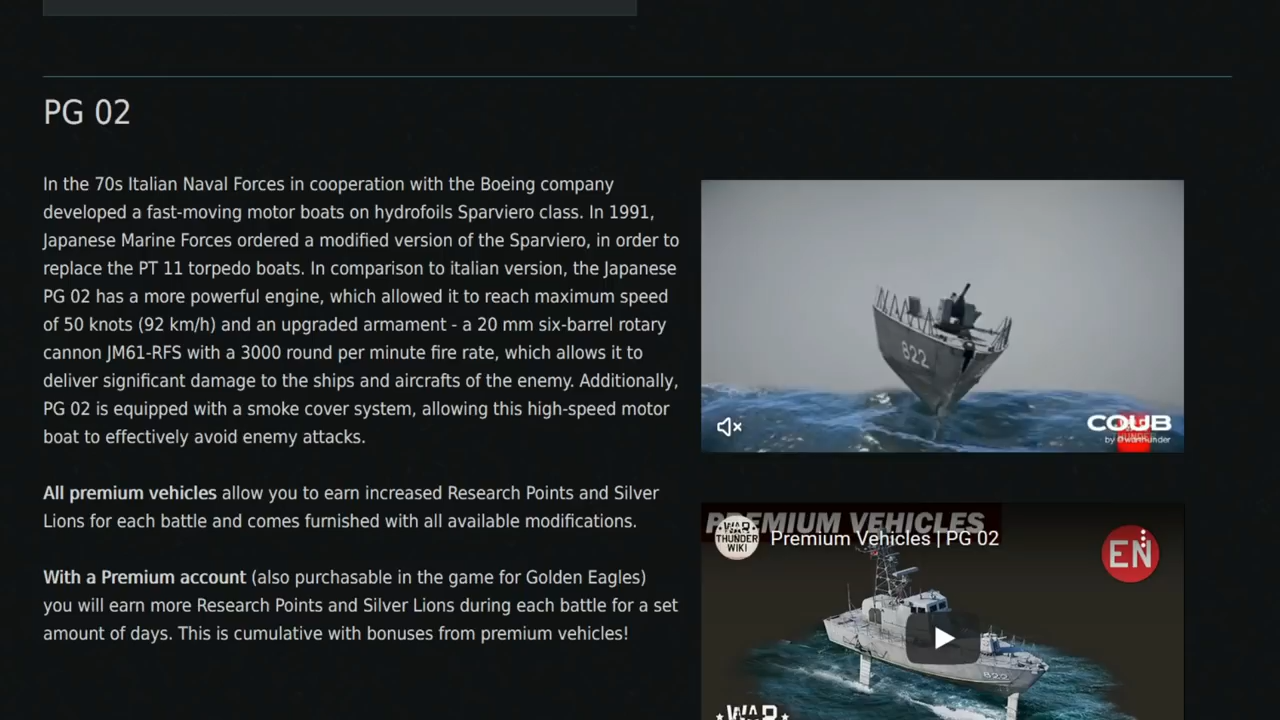 PG 02
In the 70s Italian Naval Forces in cooperation with the Boeing company
developed a fast-moving motor boats on hydrofoils Sparviero class. In 1991,
Japanese Marine Forces ordered a modified version of the Sparviero, in order to
replace the PT 11 torpedo boats. In comparison to italian version, the Japanese
PG 02 has a more powerful engine, which allowed it to reach maximum speed
of 50 knots (92 km/h) and an upgraded armament - a 20 mm six-barrel rotary
cannon JM61-RFS with a 3000 round per minute fire rate, which allows it to
deliver significant damage to the ships and aircrafts of the enemy. Additionally,
PG 02 is equipped with a smoke cover system, allowing this high-speed motor
boat to effectively avoid enemy attacks.
All premium vehicles allow you to earn increased Research Points and Silver
Lions for each battle and comes furnished with all available modifications.
With a Premium account (also purchasable in the game for Golden Eagles)
you will earn more Research Points and Silver Lions during each battle for a set
amount of days. This is cumulative with bonuses from premium vehicles!
822
COUB
by @warthunder
PREMIUM VEHICLES
WAR
THUNDER
WIKI
Premium Vehicles | PG 02
EN
822
WAR